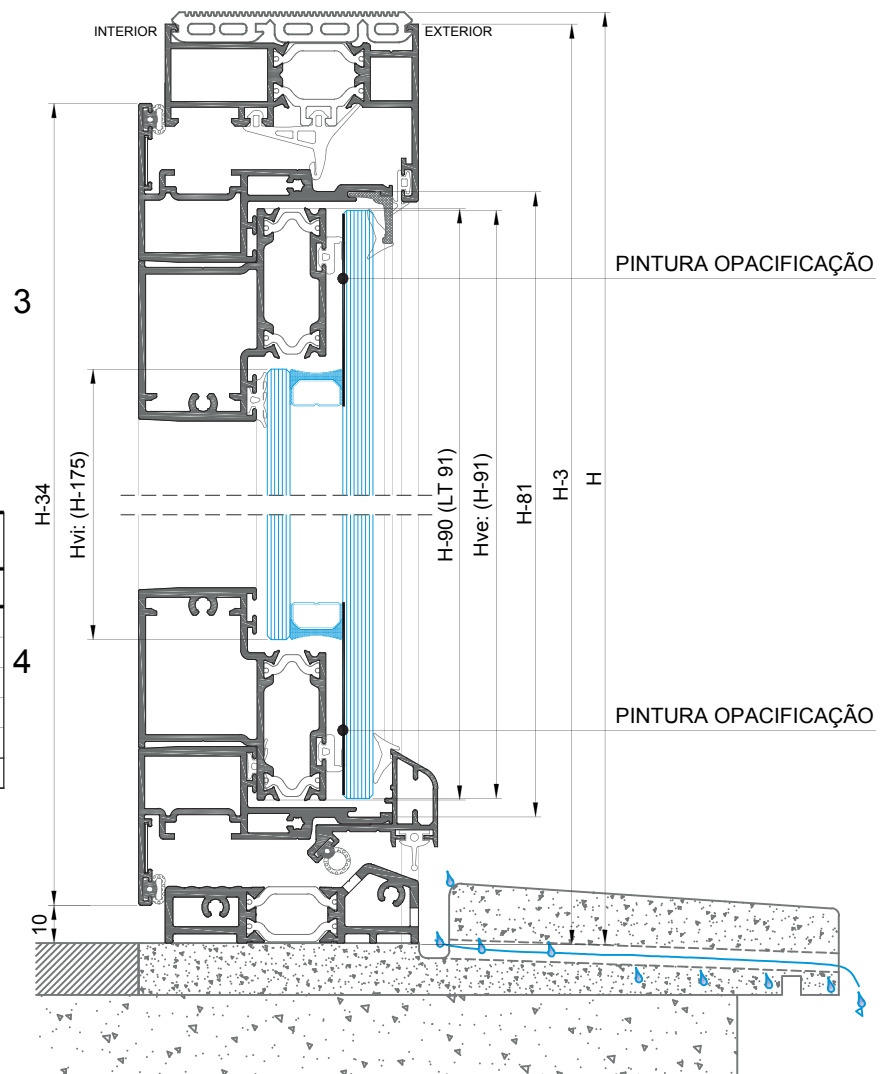 INTERIOR
EXTERIOR
PINTURA OPACIFICAÇÃO
3
H-34
Hvi: (H-175)
H-90 (LT 91)
Hve: (H-91)
H-81
H-3
H
4
PINTURA OPACIFICAÇÃO
10